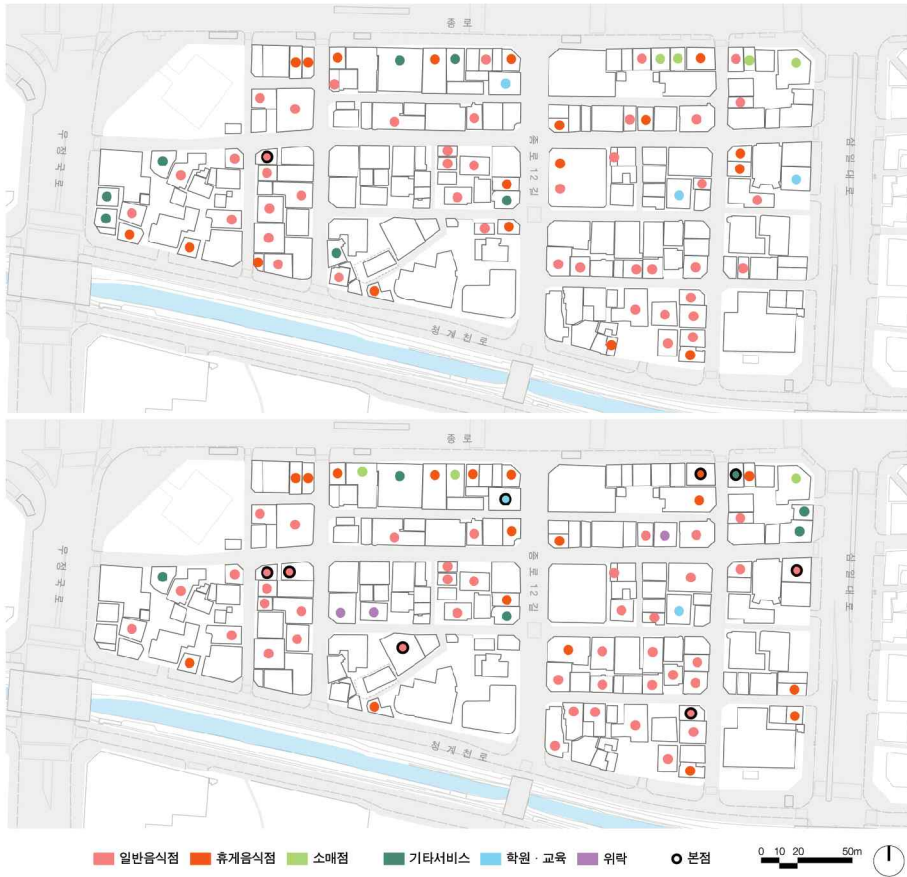 종로
우정국로
종로12길
삼일대로
청계천로
종로
우정국로
종로12길
삼일대로
청계천로
일반음식점 휴게음식점 소매점 기타서비스 학원 · 교육 위락 본점 0 10 20 50m